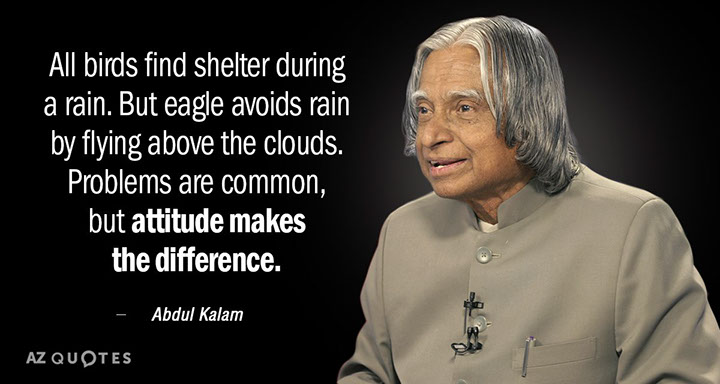 All birds find shelter during
a rain. But eagle avoids rain
by flying above the clouds.
Problems are common,
but attitude makes
the difference.
– Abdul Kalam
AZ QUOTES